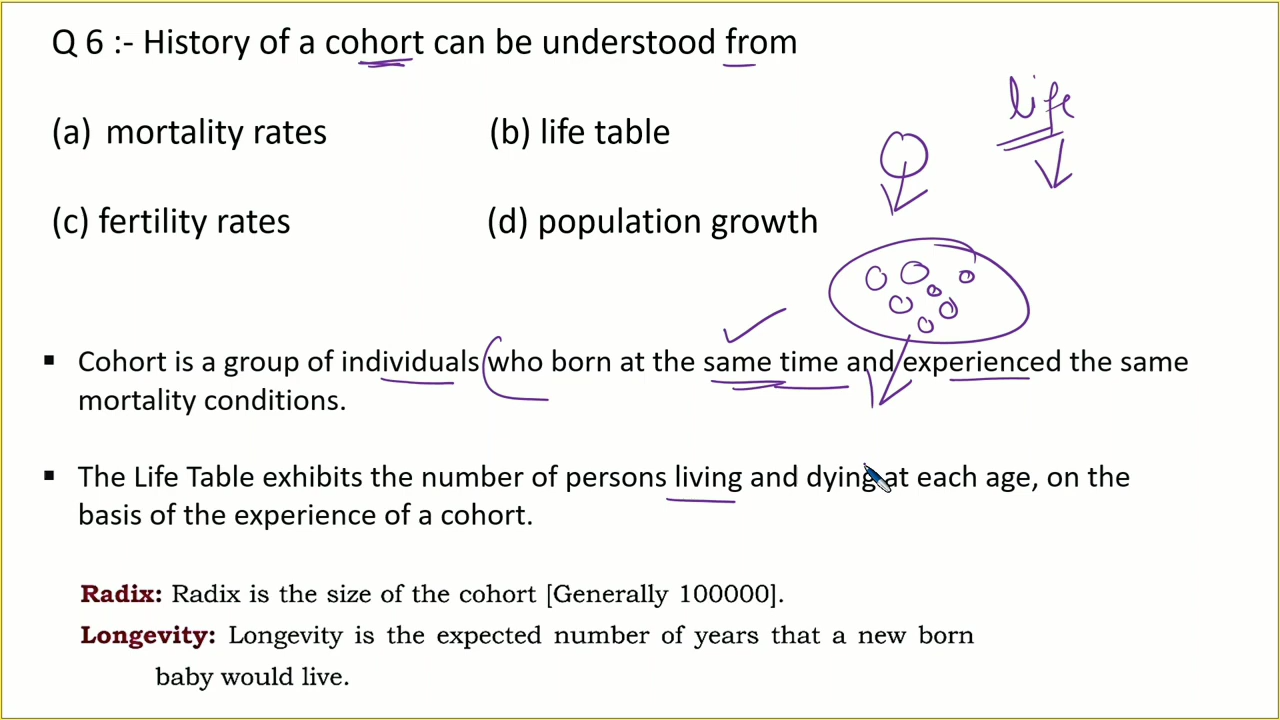 Q 6 :- History of a cohort can be understood from
life
(a) mortality rates (b) life table
(c) fertility rates (d) population growth
▪ Cohort is a group of individuals who born at the same time and experienced the same
mortality conditions.
▪ The Life Table exhibits the number of persons living and dying at each age, on the
basis of the experience of a cohort.
Radix: Radix is the size of the cohort [Generally 100000].
Longevity: Longevity is the expected number of years that a new born
baby would live.